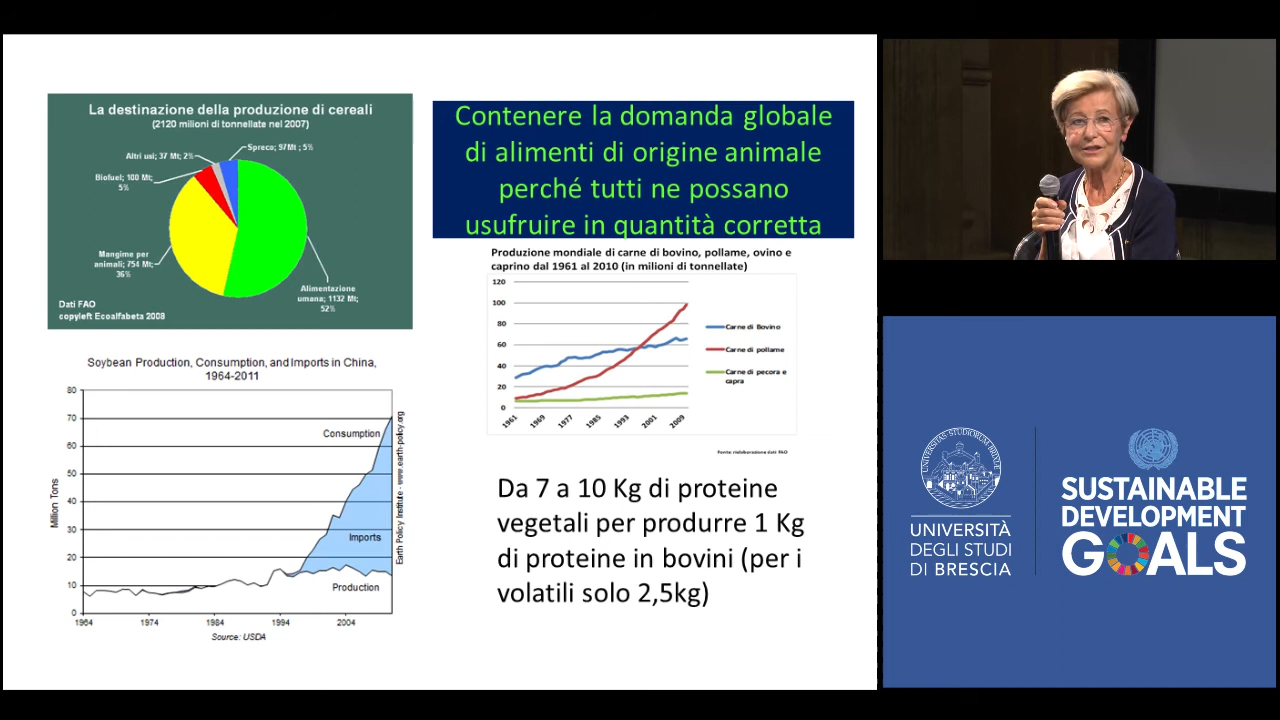 La destinazione della produzione di cereali
(2120 milioni di tonnellate nel 2007)
Spreco; 97Mt ; 5%
Altri usi; 37 Mt; 2%
Biofuel; 100 Mt;
5%
Mangime per
animali; 754 Mt;
36%
Alimentazione
umana; 1132 Mt;
52%
Dati FAO
copyleft Ecoalfabeta 2008
Contenere la domanda globale
di alimenti di origine animale
perché tutti ne possano
usufruire in quantità corretta
Produzione mondiale di carne di bovino, pollame, ovino e
caprino dal 1961 al 2010 (in milioni di tonnellate)
120
100
80
60
40
20
0
1961
1969
1977
1985
1993
2001
2009
Carne di Bovino
Carne di pollame
Carne di pecora e
capra
Fonte: rielaborazione dati FAO
Soybean Production, Consumption, and Imports in China,
1964-2011
Million Tons
80
70
60
50
40
30
20
10
0
1964
1974
1984
1994
2004
Consumption
Imports
Production
Earth Policy Institute - www.earth-policy.org
Source: USDA
Da 7 a 10 Kg di proteine
vegetali per produrre 1 Kg
di proteine in bovini (per i
volatili solo 2,5kg)
UNIVERSITÀ
DEGLI STUDI
DI BRESCIA
SUSTAINABLE
DEVELOPMENT
GOALS